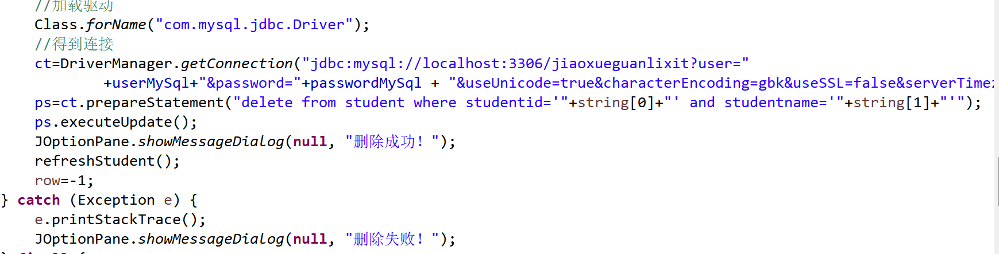 //加载驱动
Class.forName("com.mysql.jdbc.Driver");
//得到连接
ct=DriverManager.getConnection("jdbc:mysql://localhost:3306/jiaoxueguanlixit?user="
+userMySql+"&password="+passwordMySql + "&useUnicode=true&characterEncoding=gbk&useSSL=false&serverTimez
ps=ct.prepareStatement("delete from student where studentid='"+string[0]+"' and studentname='"+string[1]+"'");
ps.executeUpdate();
JOptionPane.showMessageDialog(null, "删除成功！");
refreshStudent();
row=-1;
} catch (Exception e) {
e.printStackTrace();
JOptionPane.showMessageDialog(null, "删除失败！");
} finally {